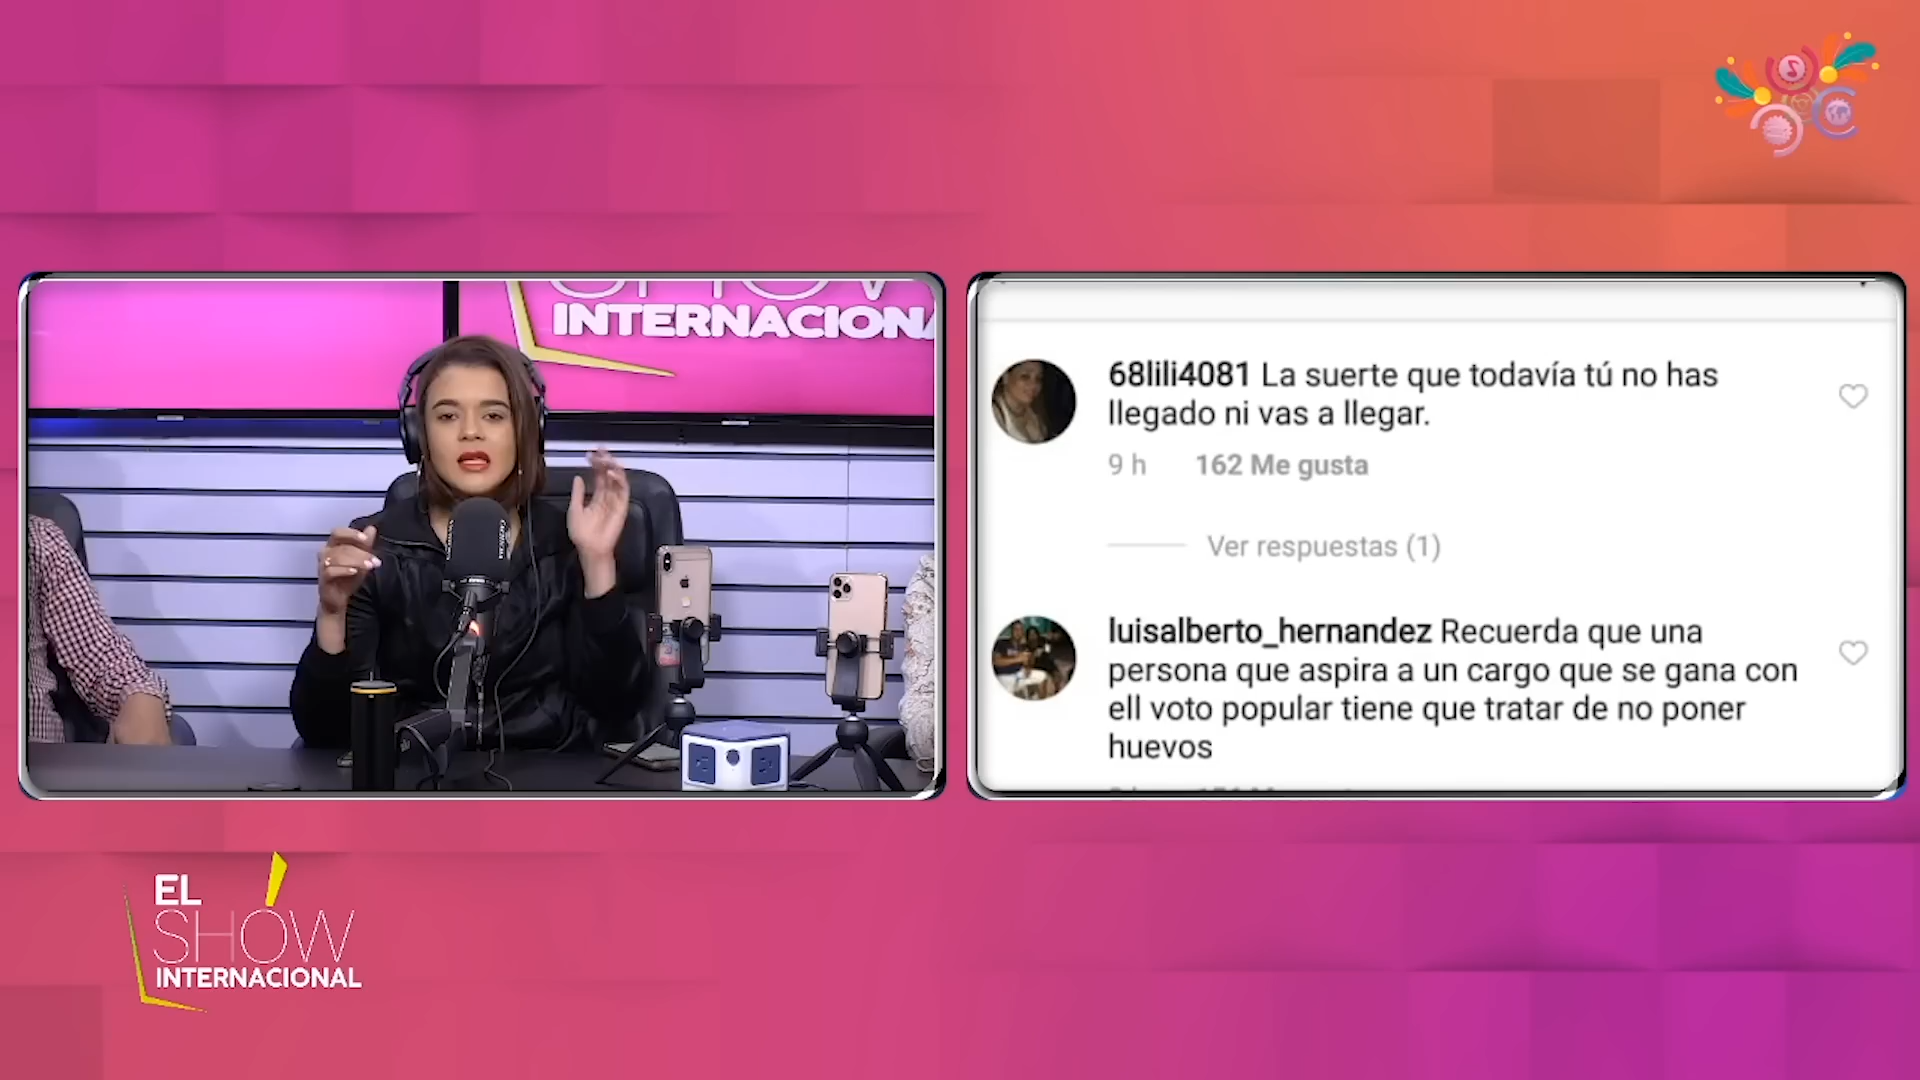 SHOW
INTERNACIONA
68lili4081 La suerte que todavía tú no has
llegado ni vas a llegar.
9 h 162 Me gusta
Ver respuestas (1)
luisalberto_hernandez Recuerda que una
persona que aspira a un cargo que se gana con
ell voto popular tiene que tratar de no poner
huevos
EL
SHOW
INTERNACIONAL